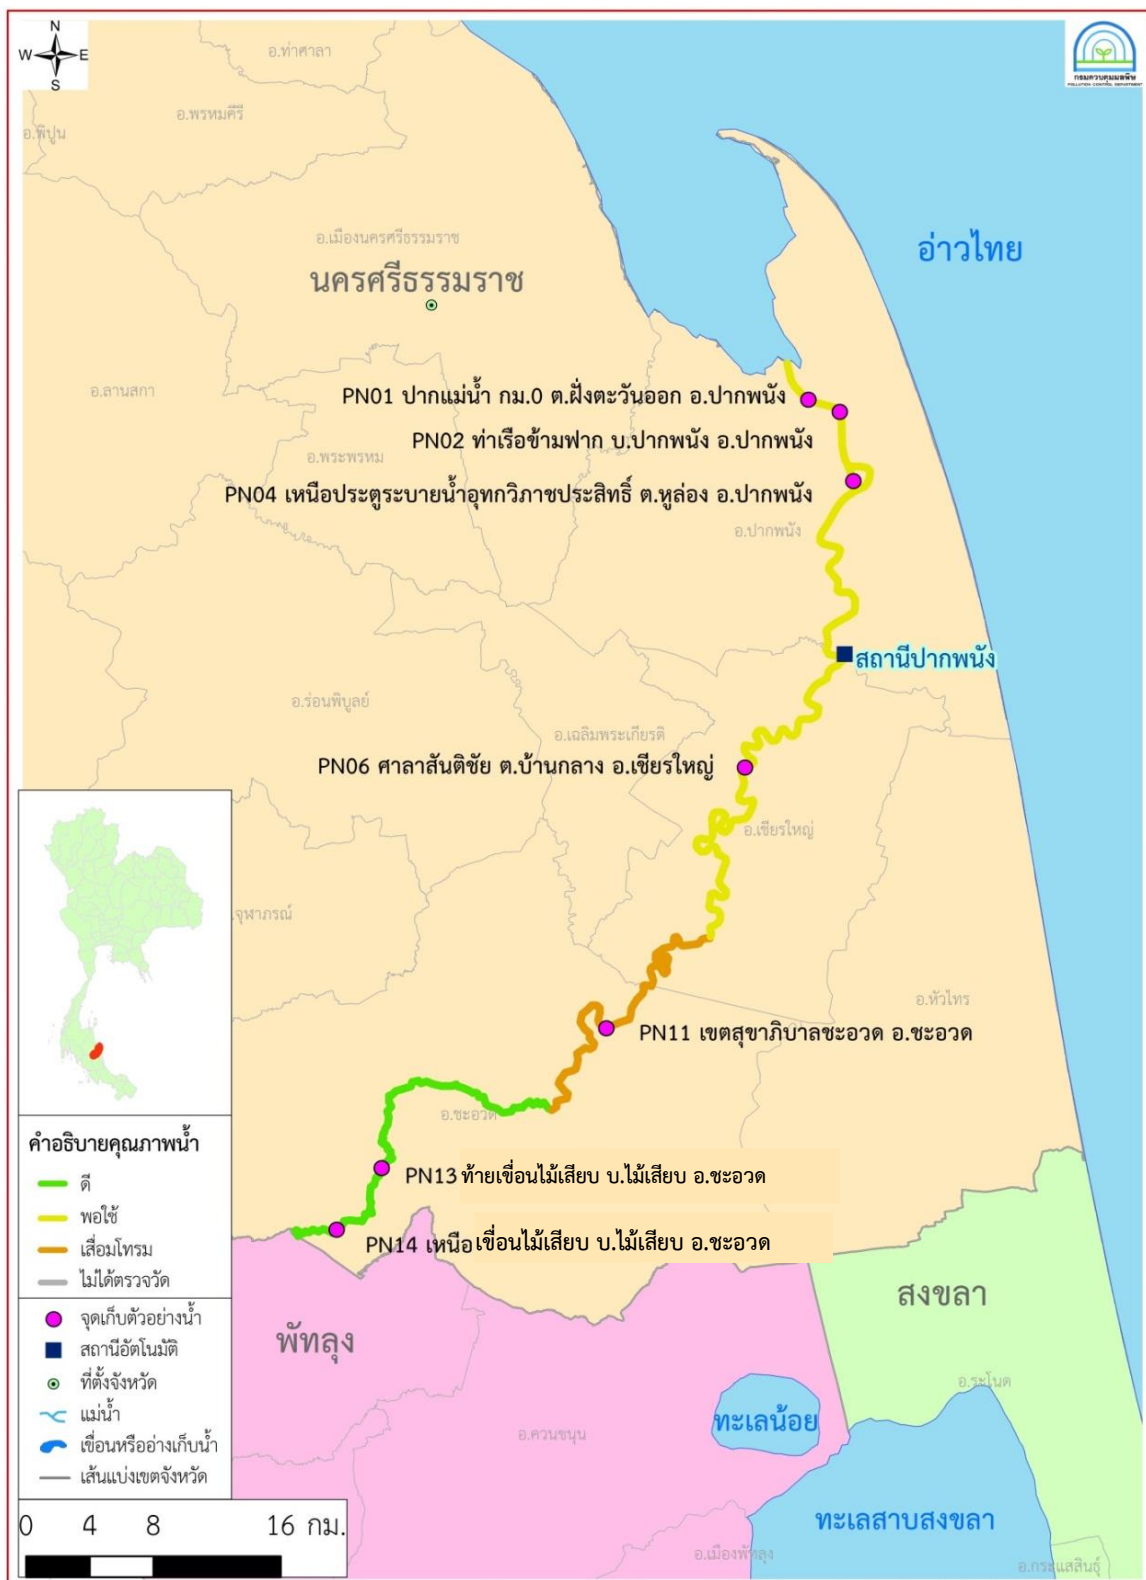 N
W E
S
กรมควบคุมมลพิษ
POLLUTION CONTROL DEPARTMENT
อ.ท่าศาลา
อ.พรหมคีรี
อ.พิปูน
อ.เมืองนครศรีธรรมราช
นครศรีธรรมราช
อ่าวไทย
อ.ลานสกา
PN01 ปากแม่น้ำ กม.0 ต.ฝั่งตะวันออก อ.ปากพนัง
PN02 ท่าเรือข้ามฟาก บ.ปากพนัง อ.ปากพนัง
อ.พระพรหม
PN04 เหนือประตูระบายน้ำอุทกวิภาชประสิทธิ์ ต.หูล่อง อ.ปากพนัง
อ.ปากพนัง
สถานีปากพนัง
อ.ร่อนพิบูลย์
อ.เฉลิมพระเกียรติ
PN06 ศาลาสันติชัย ต.บ้านกลาง อ.เชียรใหญ่
อ.เชียรใหญ่
อ.จุฬาภรณ์
อ.หัวไทร
PN11 เขตสุขาภิบาลชะอวด อ.ชะอวด
อ.ชะอวด
PN13 ท้ายเขื่อนไม้เสียบ บ.ไม้เสียบ อ.ชะอวด
PN14 เหนือเขื่อนไม้เสียบ บ.ไม้เสียบ อ.ชะอวด
คำอธิบายคุณภาพน้ำ
ดี
พอใช้
เสื่อมโทรม
ไม่ได้ตรวจวัด
จุดเก็บตัวอย่างน้ำ
สถานีอัตโนมัติ
ที่ตั้งจังหวัด
แม่น้ำ
เขื่อนหรืออ่างเก็บน้ำ
เส้นแบ่งเขตจังหวัด
0 4 8 16 กม.
พัทลุง
สงขลา
อ.ระโนด
ทะเลน้อย
อ.ควนขนุน
ทะเลสาบสงขลา
อ.เมืองพัทลุง
อ.กระแสสินธุ์